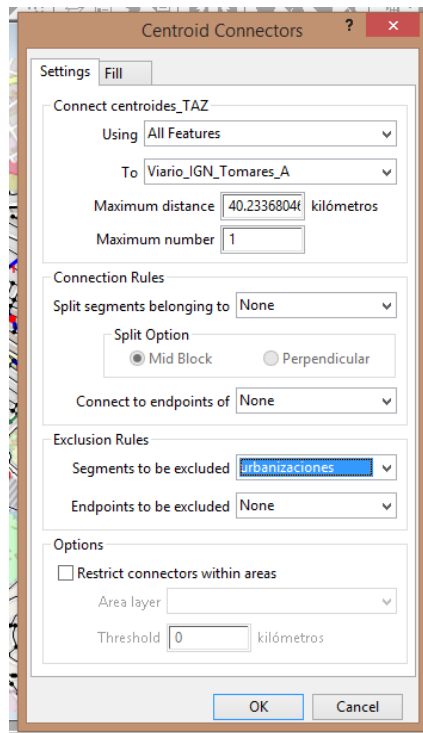 Centroid Connectors ? ×
Settings Fill
Connect centroides_TAZ
Using All Features
To Viario_IGN_Tomares_A
Maximum distance 40.23368046 kilómetros
Maximum number 1
Connection Rules
Split segments belonging to None
Split Option
Mid Block Perpendicular
Connect to endpoints of None
Exclusion Rules
Segments to be excluded urbanizaciones
Endpoints to be excluded None
Options
Restrict connectors within areas
Area layer
Threshold 0 kilómetros
OK Cancel